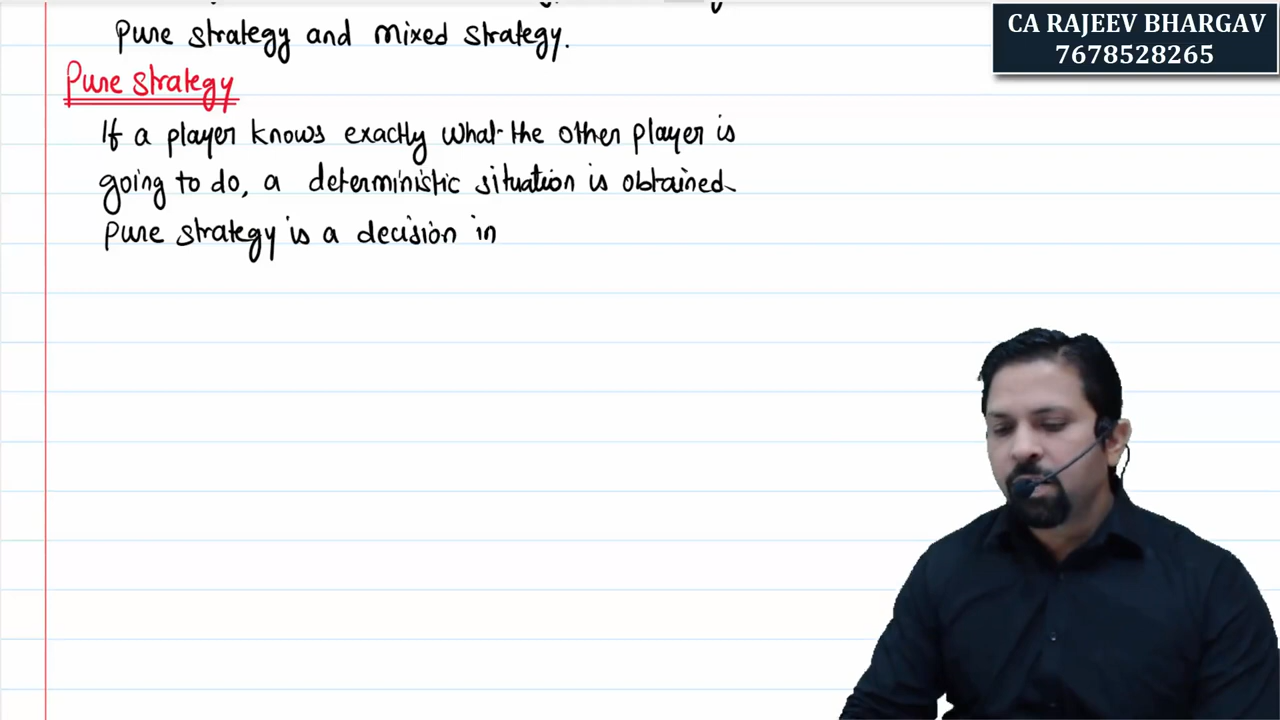 Pure strategy and mixed strategy.
Pure strategy
If a player knows exactly what the other player is
going to do, a deterministic situation is obtained
Pure strategy is a decision in
CA RAJEEV BHARGAV
7678528265